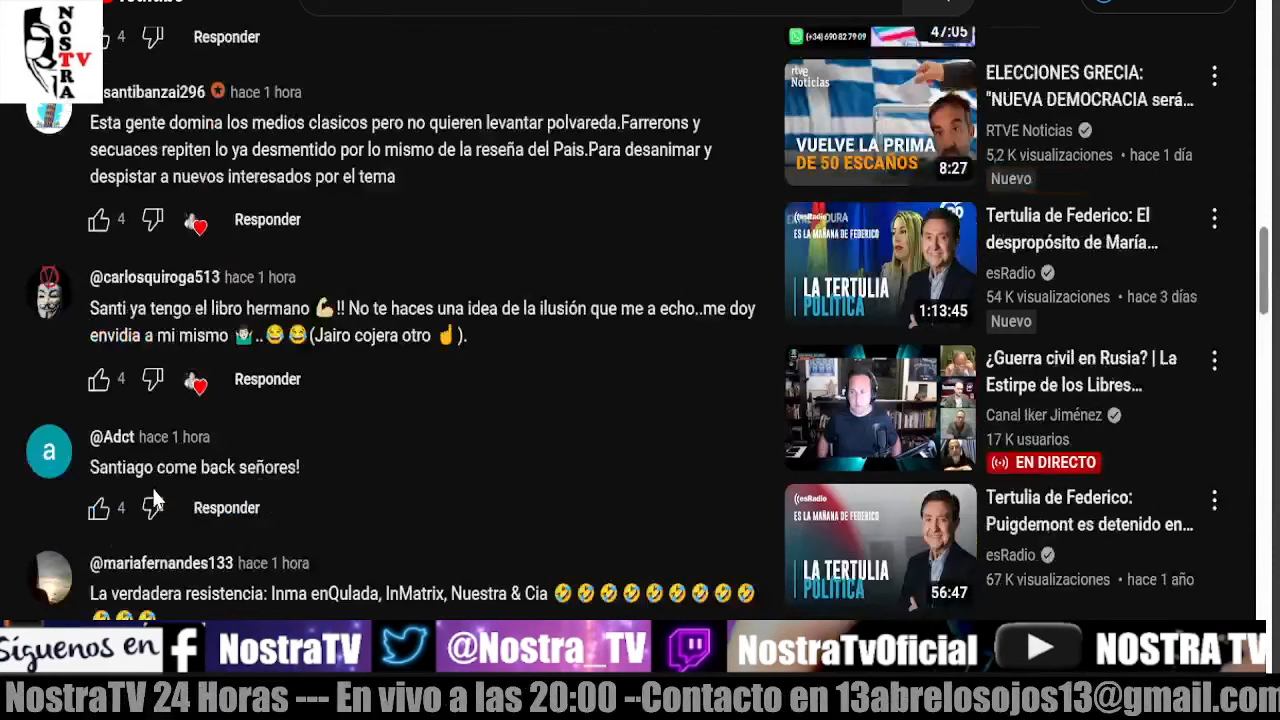 NOSTRA
TV
4 Responder
@santibanzai296 hace 1 hora
Esta gente domina los medios clasicos pero no quieren levantar polvareda.Farrerons y
secuaces repiten lo ya desmentido por lo mismo de la reseña del Pais.Para desanimar y
despistar a nuevos interesados por el tema
4 Responder
@carlosquiroga513 hace 1 hora
Santi ya tengo el libro hermano 💪🏻!! No te haces una idea de la ilusión que me a echo..me doy
envidia a mi mismo 🤷🏻‍♂️..😂😂(Jairo cojera otro ☝️).
4 Responder
a
@Adct hace 1 hora
Santiago come back señores!
4 Responder
@mariafernandes133 hace 1 hora
La verdadera resistencia: Inma enQulada, InMatrix, Nuestra & Cia 🤣🤣🤣🤣🤣🤣🤣🤣🤣
🤣🤣🤣
(+34) 690 82 79 09
47:05
rtve
Noticias
VUELVE LA PRIMA
DE 50 ESCAÑOS
8:27
ELECCIONES GRECIA:
"NUEVA DEMOCRACIA será...
RTVE Noticias
5,2 K visualizaciones • hace 1 día
Nuevo
esRadio
ES LA MAÑANA DE FEDERICO
LA TERTULIA
POLÍTICA
1:13:45
Tertulia de Federico: El
despropósito de María...
esRadio
54 K visualizaciones • hace 3 días
Nuevo
¿Guerra civil en Rusia? | La
Estirpe de los Libres...
Canal Iker Jiménez
17 K usuarios
EN DIRECTO
esRadio
ES LA MAÑANA DE FEDERICO
LA TERTULIA
POLÍTICA
56:47
Tertulia de Federico:
Puigdemont es detenido en...
esRadio
67 K visualizaciones • hace 1 año
Síguenos en NostraTV @Nostra_TV NostraTvOficial NOSTRA TV
NostraTV 24 Horas --- En vivo a las 20:00 --Contacto en 13abrelosojos13@gmail.com